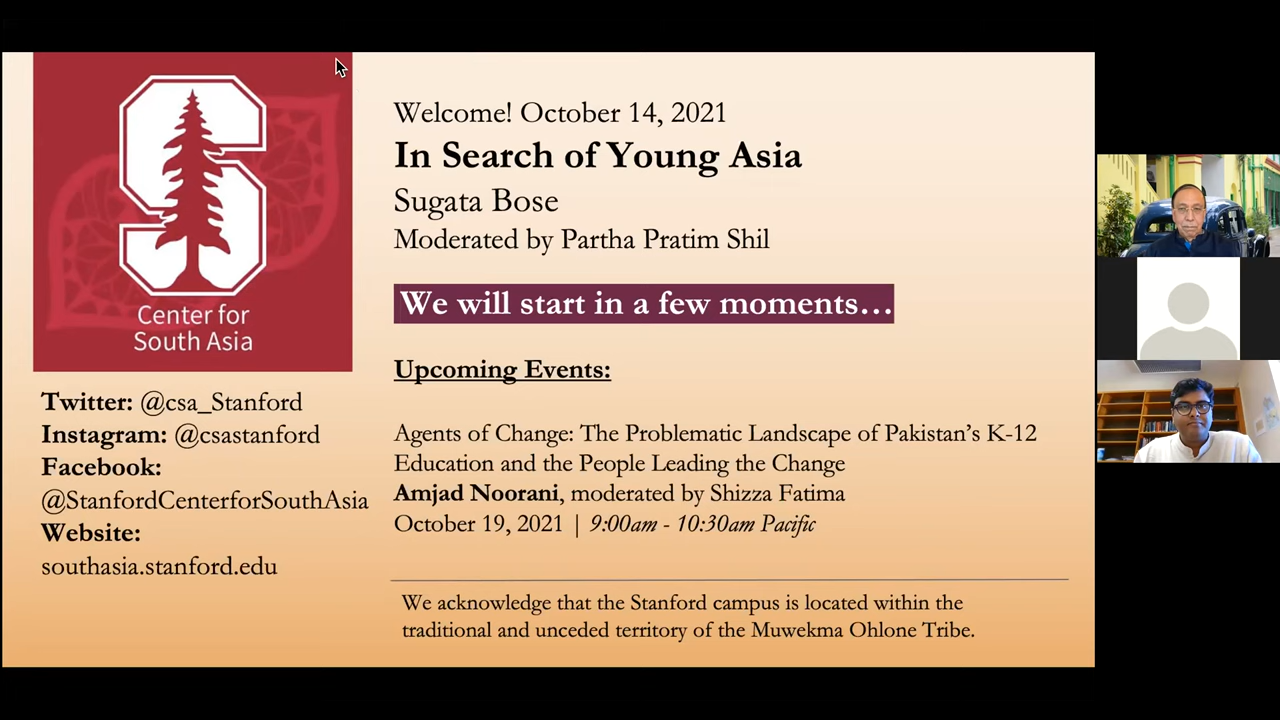 Center for
South Asia
Twitter: @csa_Stanford
Instagram: @csastanford
Facebook:
@StanfordCenterforSouthAsia
Website:
southasia.stanford.edu
Welcome! October 14, 2021
In Search of Young Asia
Sugata Bose
Moderated by Partha Pratim Shil
We will start in a few moments…
Upcoming Events:
Agents of Change: The Problematic Landscape of Pakistan’s K-12
Education and the People Leading the Change
Amjad Noorani, moderated by Shizza Fatima
October 19, 2021 | 9:00am - 10:30am Pacific
We acknowledge that the Stanford campus is located within the
traditional and unceded territory of the Muwekma Ohlone Tribe.